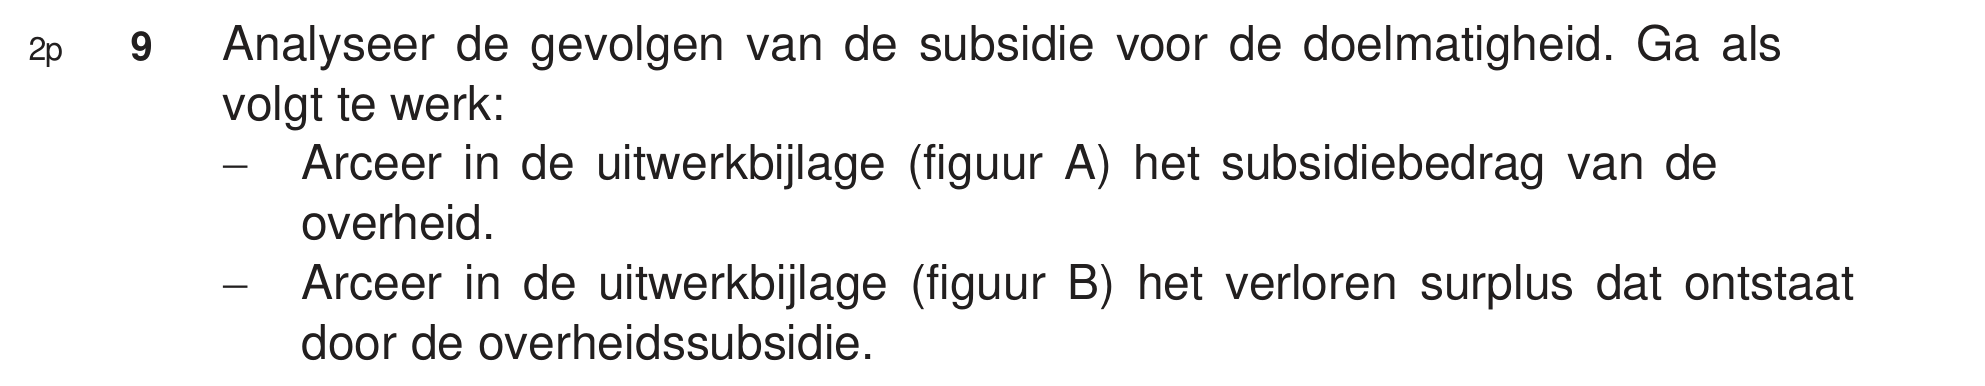 2p 9 Analyseer de gevolgen van de subsidie voor de doelmatigheid. Ga als
volgt te werk:
– Arceer in de uitwerkbijlage (figuur A) het subsidiebedrag van de
overheid.
– Arceer in de uitwerkbijlage (figuur B) het verloren surplus dat ontstaat
door de overheidssubsidie.